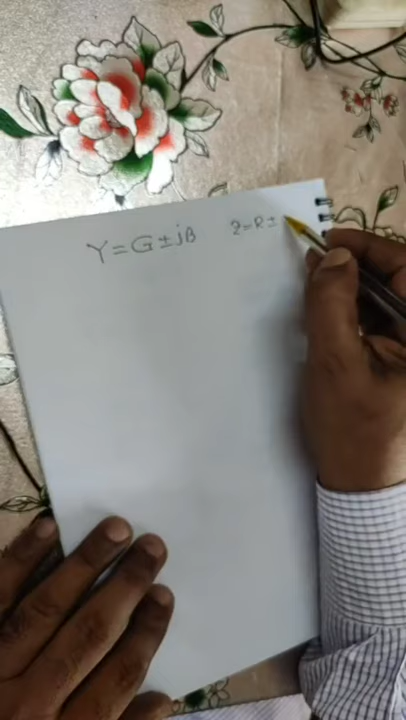 Y = G ± jB Z = R ±